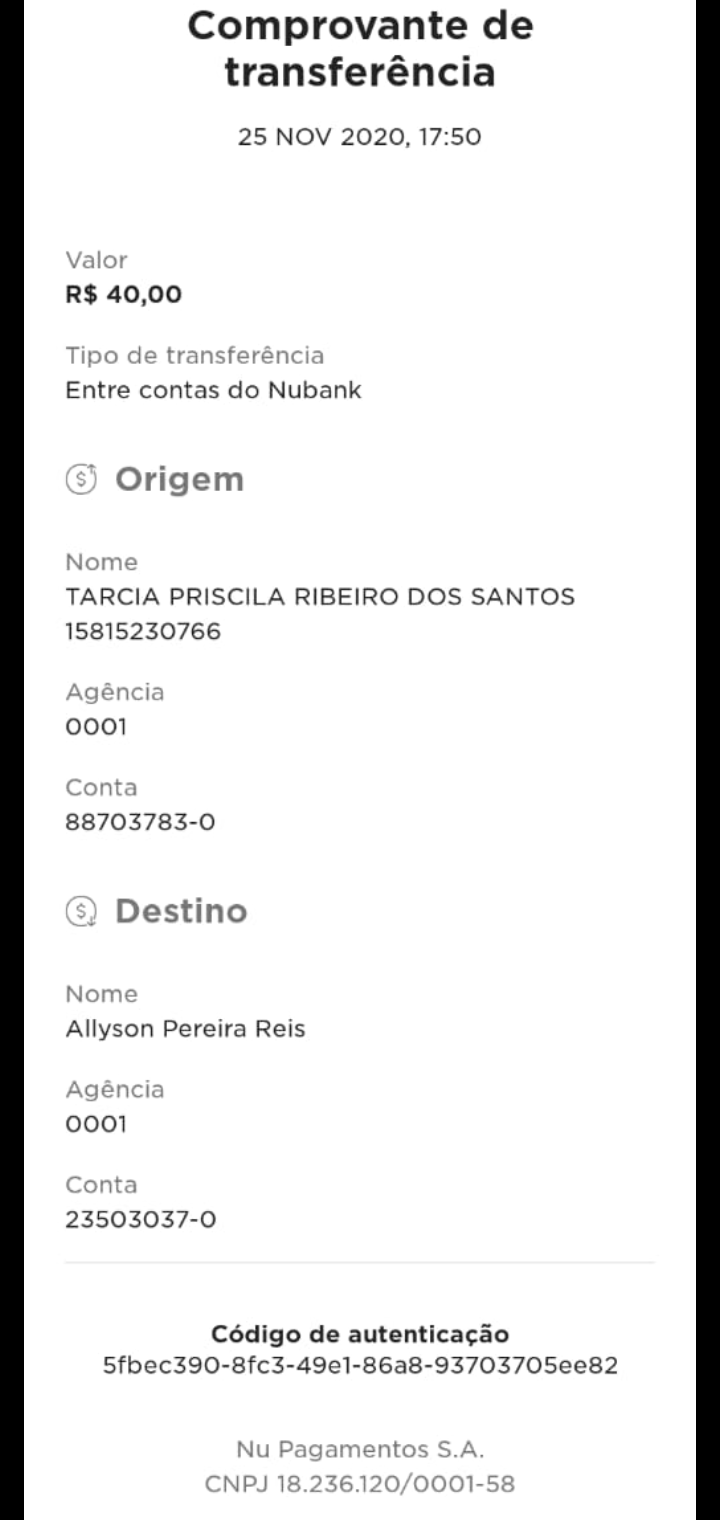 Comprovante de
transferência
25 NOV 2020, 17:50
Valor
R$ 40,00
Tipo de transferência
Entre contas do Nubank
Origem
Nome
TARCIA PRISCILA RIBEIRO DOS SANTOS
15815230766
Agência
0001
Conta
88703783-0
Destino
Nome
Allyson Pereira Reis
Agência
0001
Conta
23503037-0
Código de autenticação
5fbec390-8fc3-49e1-86a8-93703705ee82
Nu Pagamentos S.A.
CNPJ 18.236.120/0001-58